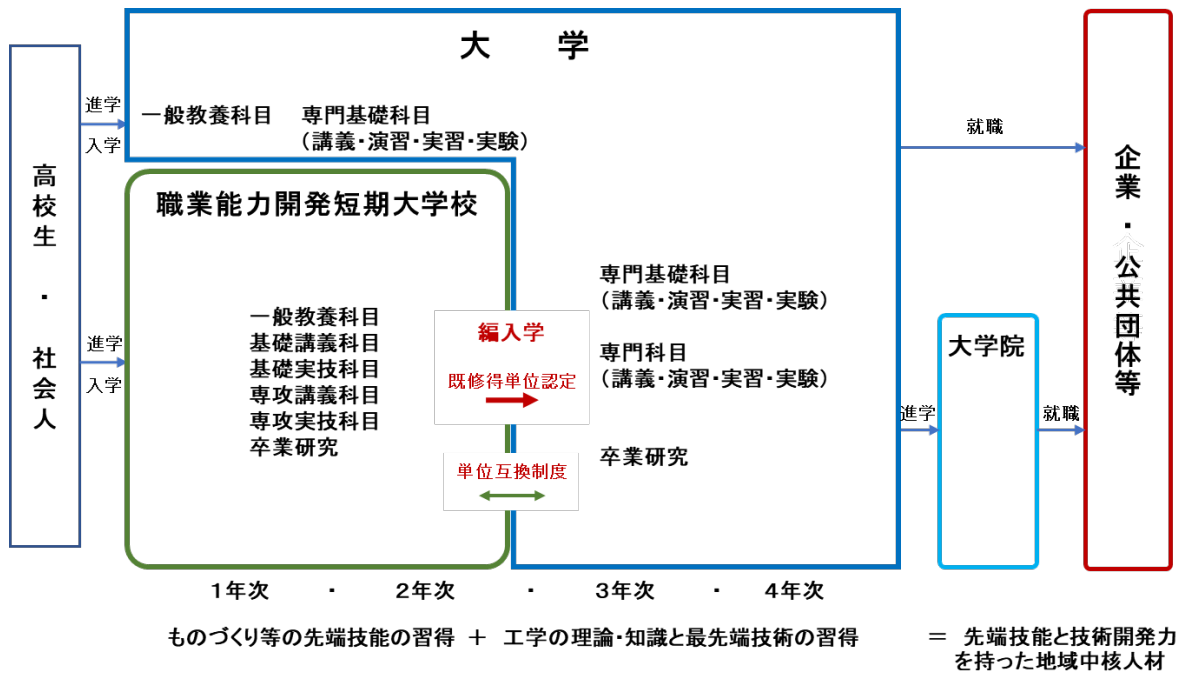 大　学
進学
入学
一般教養科目　専門基礎科目
（講義・演習・実習・実験）
就職
高校生・社会人
職業能力開発短期大学校
進学
入学
一般教養科目
基礎講義科目
基礎実技科目
専攻講義科目
専攻実技科目
卒業研究
編入学
既修得単位認定
単位互換制度
専門基礎科目
（講義・演習・実習・実験）
専門科目
（講義・演習・実習・実験）
卒業研究
進学
大学院
就職
企業・公共団体等
1年次　・　2年次　・　3年次　・　4年次
ものづくり等の先端技能の習得 ＋ 工学の理論・知識と最先端技術の習得
＝ 先端技能と技術開発力
を持った地域中核人材